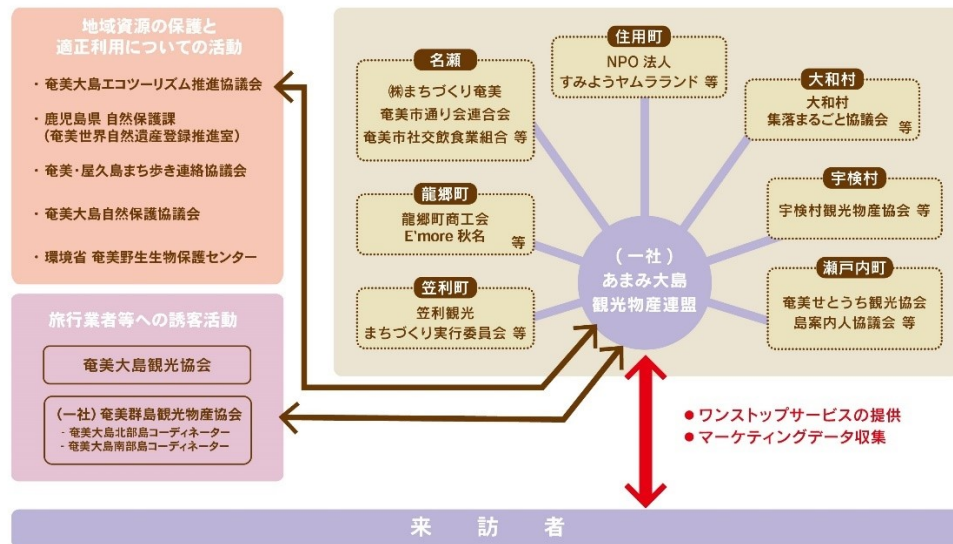 地域資源の保護と
適正利用についての活動
・奄美大島エコツーリズム推進協議会
・鹿児島県 自然保護課
(奄美世界自然遺産登録推進室)
・奄美・屋久島まち歩き連絡協議会
・奄美大島自然保護協議会
・環境省 奄美野生生物保護センター
旅行業者等への誘客活動
奄美大島観光協会
(一社)奄美群島観光物産協会
- 奄美大島北部島コーディネーター
- 奄美大島南部島コーディネーター
名瀬
㈱まちづくり奄美
奄美市通り会連合会
奄美市社交飲食業組合 等
住用町
NPO 法人
すみようヤムラランド 等
大和村
大和村
集落まるごと協議会 等
龍郷町
龍郷町商工会
E'more 秋名 等
宇検村
宇検村観光物産協会 等
笠利町
笠利観光
まちづくり実行委員会 等
瀬戸内町
奄美せとうち観光協会
島案内人協議会 等
(一社)
あまみ大島
観光物産連盟
● ワンストップサービスの提供
● マーケティングデータ収集
来 訪 者